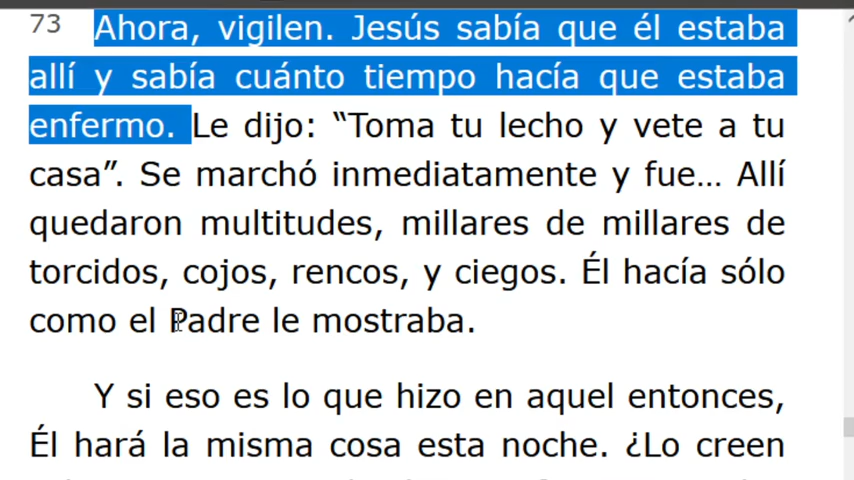 73 Ahora, vigilen. Jesús sabía que él estaba
allí y sabía cuánto tiempo hacía que estaba
enfermo. Le dijo: “Toma tu lecho y vete a tu
casa”. Se marchó inmediatamente y fue… Allí
quedaron multitudes, millares de millares de
torcidos, cojos, rencos, y ciegos. Él hacía sólo
como el Padre le mostraba.
Y si eso es lo que hizo en aquel entonces,
Él hará la misma cosa esta noche. ¿Lo creen